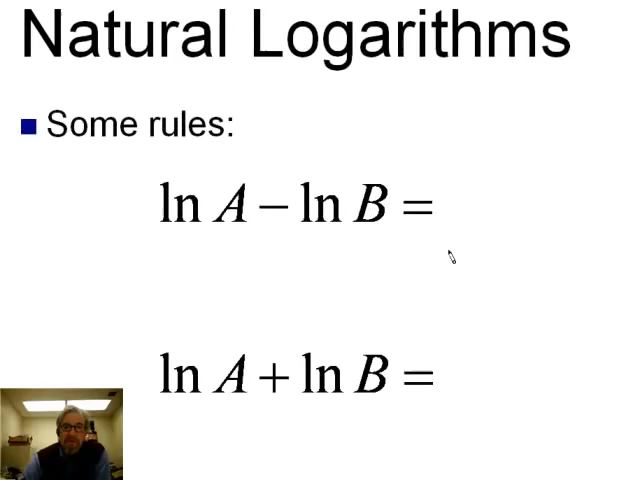 Natural Logarithms
Some rules:
ln A − ln B =
ln A + ln B =